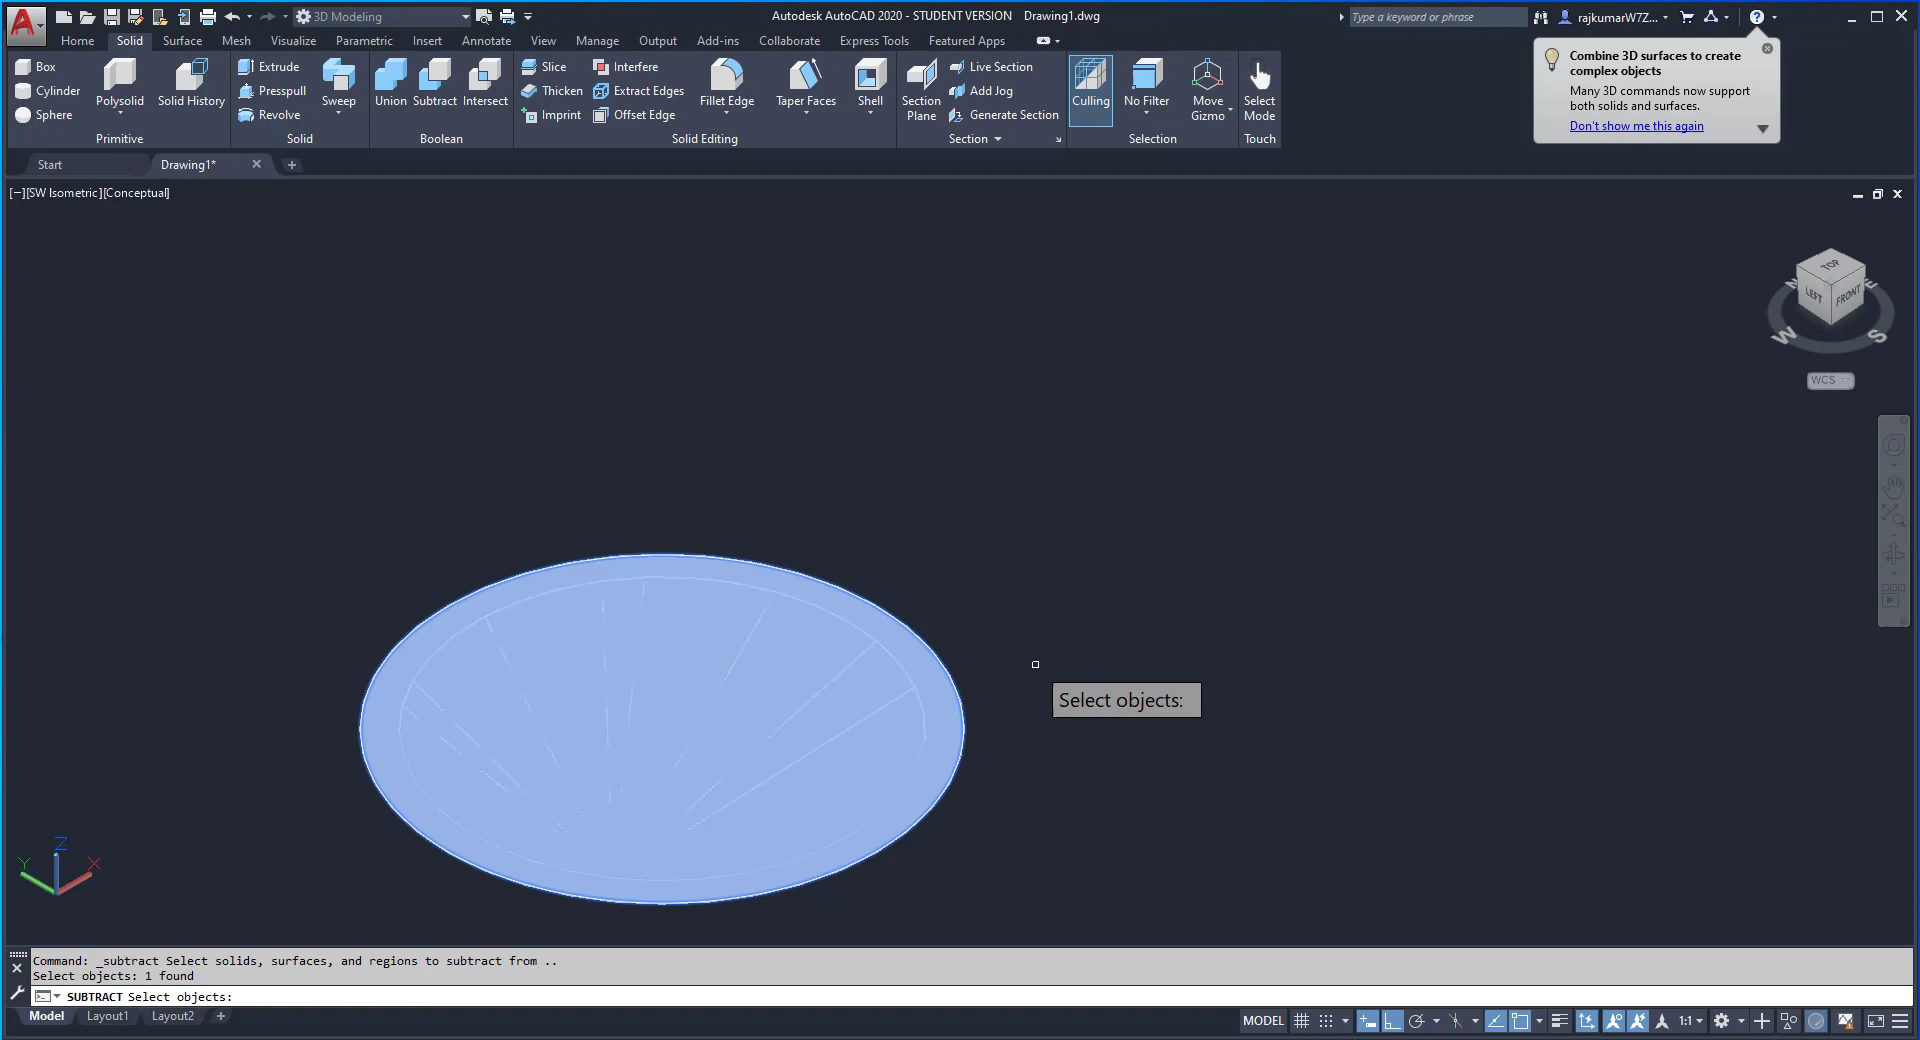 3D Modeling
Autodesk AutoCAD 2020 - STUDENT VERSION Drawing1.dwg
Type a keyword or phrase
rajkumarW7Z...
Home Solid Surface Mesh Visualize Parametric Insert Annotate View Manage Output Add-ins Collaborate Express Tools Featured Apps
Box
Cylinder
Sphere
Polysolid
Solid History
Primitive
Extrude
Presspull
Revolve
Sweep
Solid
Union
Subtract
Intersect
Boolean
Slice
Thicken
Imprint
Interfere
Extract Edges
Offset Edge
Fillet Edge
Taper Faces
Shell
Solid Editing
Section
Plane
Live Section
Add Jog
Generate Section
Section
Culling
No Filter
Move
Gizmo
Selection
Select
Mode
Touch
Combine 3D surfaces to create
complex objects
Many 3D commands now support
both solids and surfaces.
Don't show me this again
Start
Drawing1*
[−][SW Isometric][Conceptual]
TOP
LEFT
FRONT
N
E
W
S
WCS
Select objects:
Z
Y
X
Command: _subtract Select solids, surfaces, and regions to subtract from ..
Select objects: 1 found
SUBTRACT Select objects:
Model Layout1 Layout2 +
MODEL
1:1